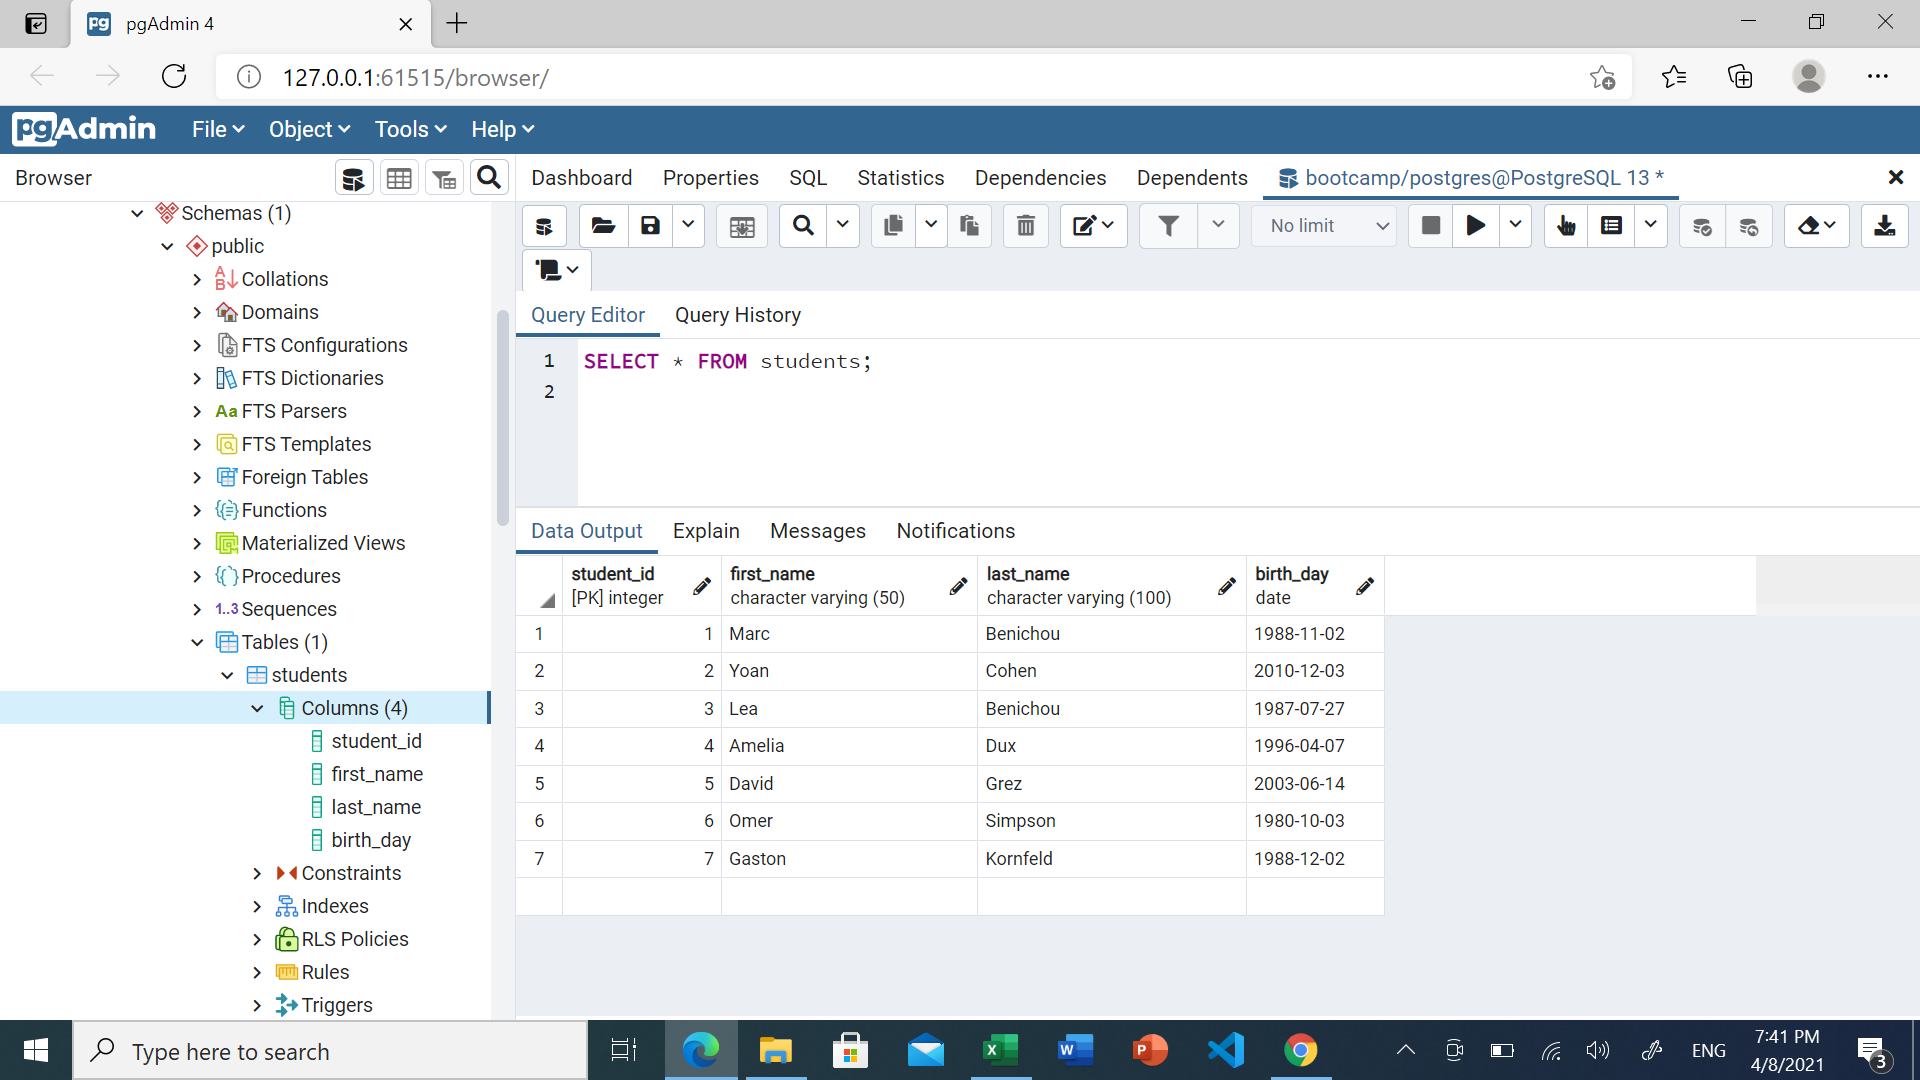 pgAdmin 4
127.0.0.1:61515/browser/
pgAdmin File Object Tools Help
Browser
Dashboard Properties SQL Statistics Dependencies Dependents bootcamp/postgres@PostgreSQL 13 *
Schemas (1)
public
Collations
Domains
FTS Configurations
FTS Dictionaries
Aa FTS Parsers
FTS Templates
Foreign Tables
Functions
Materialized Views
Procedures
1..3 Sequences
Tables (1)
students
Columns (4)
student_id
first_name
last_name
birth_day
Constraints
Indexes
RLS Policies
Rules
Triggers
No limit
Query Editor Query History
1 SELECT * FROM students;
2
Data Output Explain Messages Notifications
student_id first_name last_name birth_day
[PK] integer character varying (50) character varying (100) date
1 1 Marc Benichou 1988-11-02
2 2 Yoan Cohen 2010-12-03
3 3 Lea Benichou 1987-07-27
4 4 Amelia Dux 1996-04-07
5 5 David Grez 2003-06-14
6 6 Omer Simpson 1980-10-03
7 7 Gaston Kornfeld 1988-12-02
Type here to search
ENG
7:41 PM
4/8/2021
3